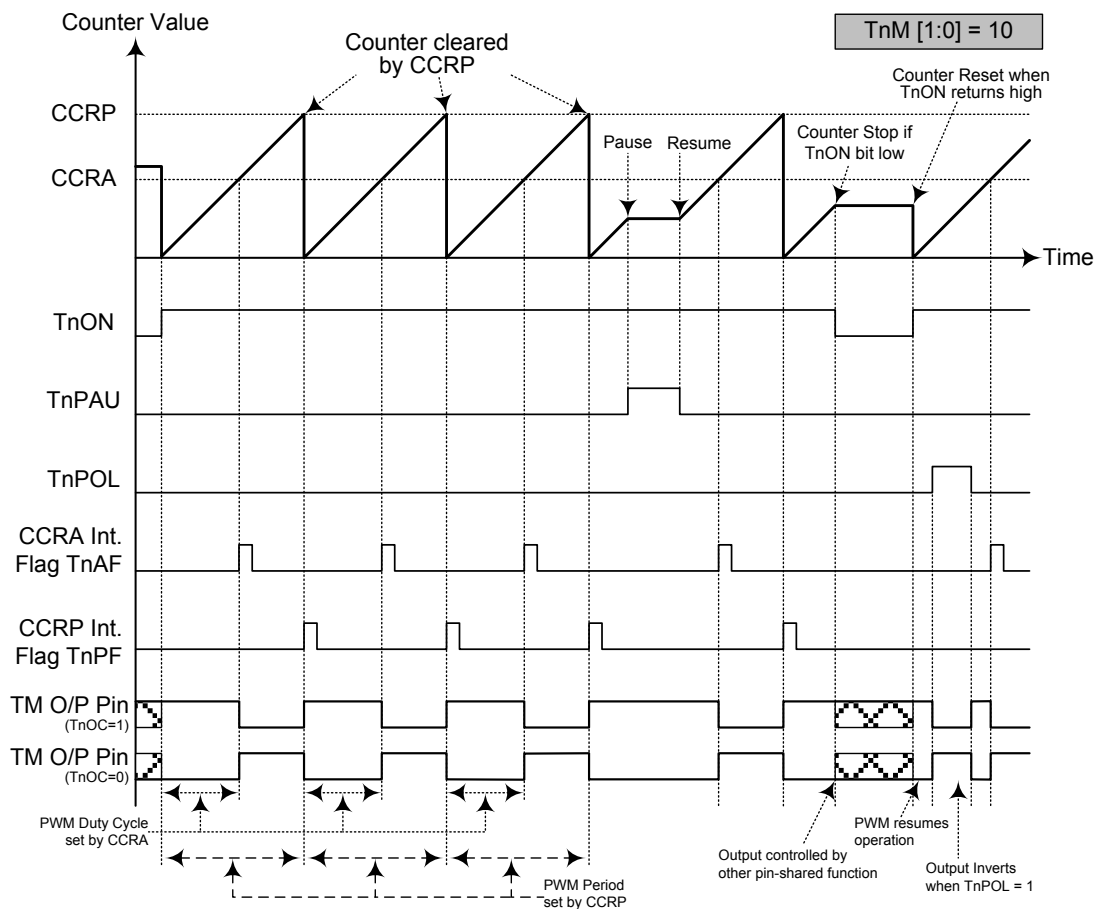 Counter Value
TnM [1:0] = 10
Counter cleared
by CCRP
Counter Reset when
TnON returns high
CCRP
Pause
Resume
Counter Stop if
TnON bit low
CCRA
Time
TnON
TnPAU
TnPOL
CCRA Int.
Flag TnAF
CCRP Int.
Flag TnPF
TM O/P Pin
(TnOC=1)
TM O/P Pin
(TnOC=0)
PWM Duty Cycle
set by CCRA
PWM resumes
operation
Output controlled by
other pin-shared function
Output Inverts
when TnPOL = 1
PWM Period
set by CCRP